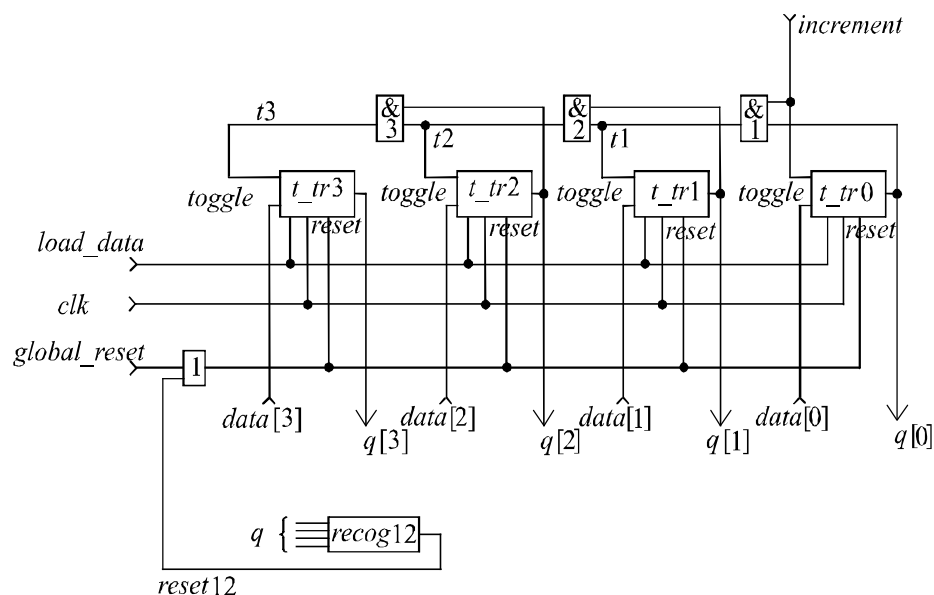 increment
& 3
& 2
& 1
t3
t2
t1
t_tr3
t_tr2
t_tr1
t_tr0
toggle
toggle
toggle
toggle
reset
reset
reset
reset
load_data
clk
global_reset
1
data[3]
q[3]
data[2]
q[2]
data[1]
q[1]
data[0]
q[0]
q {
recog12
reset12